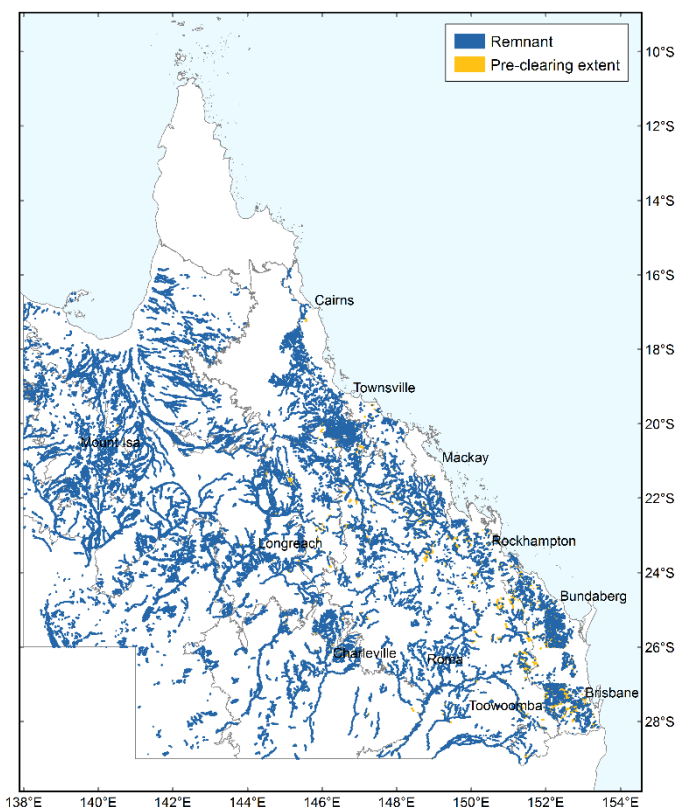 Remnant
Pre-clearing extent
10°S
12°S
14°S
16°S
Cairns
18°S
Townsville
20°S
Mount Isa
Mackay
22°S
Longreach
Rockhampton
24°S
Bundaberg
26°S
Charleville
Roma
Brisbane
Toowoomba
28°S
138°E 140°E 142°E 144°E 146°E 148°E 150°E 152°E 154°E